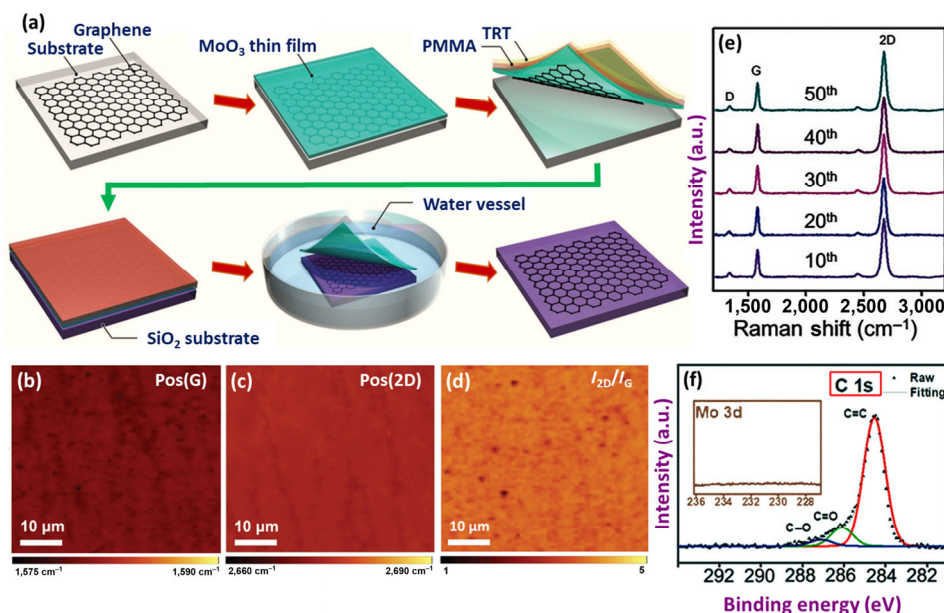 (a)
Graphene
Substrate
MoO₃ thin film
TRT
PMMA
Water vessel
SiO₂ substrate
(b) Pos(G)
10 μm
1,575 cm⁻¹ 1,590 cm⁻¹
(c) Pos(2D)
10 μm
2,660 cm⁻¹ 2,690 cm⁻¹
(d) I2D/IG
10 μm
1 5
(e)
2D
G
D
50th
40th
30th
20th
10th
Intensity (a.u.)
1,500 2,000 2,500 3,000
Raman shift (cm⁻¹)
(f)
C 1s
Raw
Fitting
C=C
Mo 3d
236 234 232 230 228
C=O
C–O
Intensity (a.u.)
292 290 288 286 284 282
Binding energy (eV)